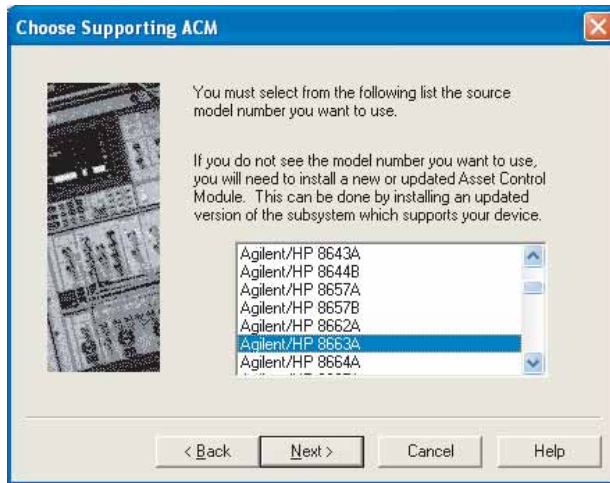 Choose Supporting ACM
You must select from the following list the source
model number you want to use.
If you do not see the model number you want to use,
you will need to install a new or updated Asset Control
Module. This can be done by installing an updated
version of the subsystem which supports your device.
Agilent/HP 8643A
Agilent/HP 8644B
Agilent/HP 8657A
Agilent/HP 8657B
Agilent/HP 8662A
Agilent/HP 8663A
Agilent/HP 8664A
< Back
Next >
Cancel
Help